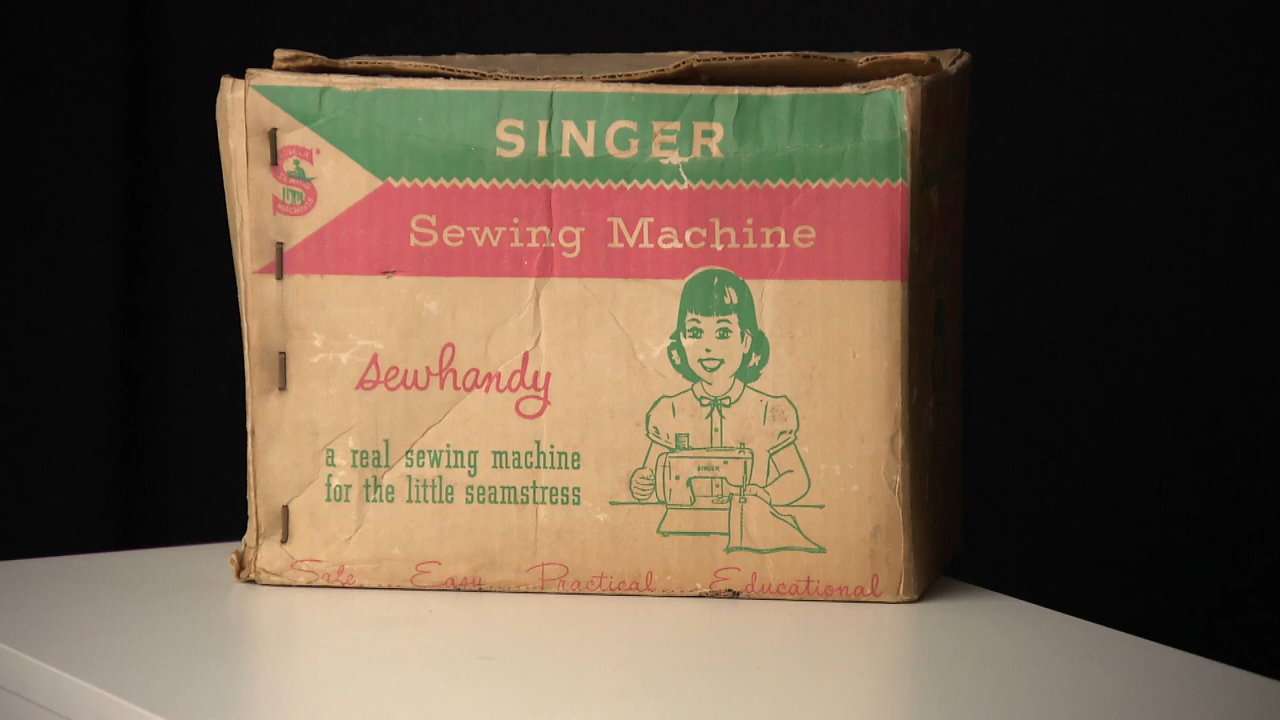 SINGER
Sewing Machine
sewhandy
a real sewing machine
for the little seamstress
SINGER
Safe Easy Practical Educational